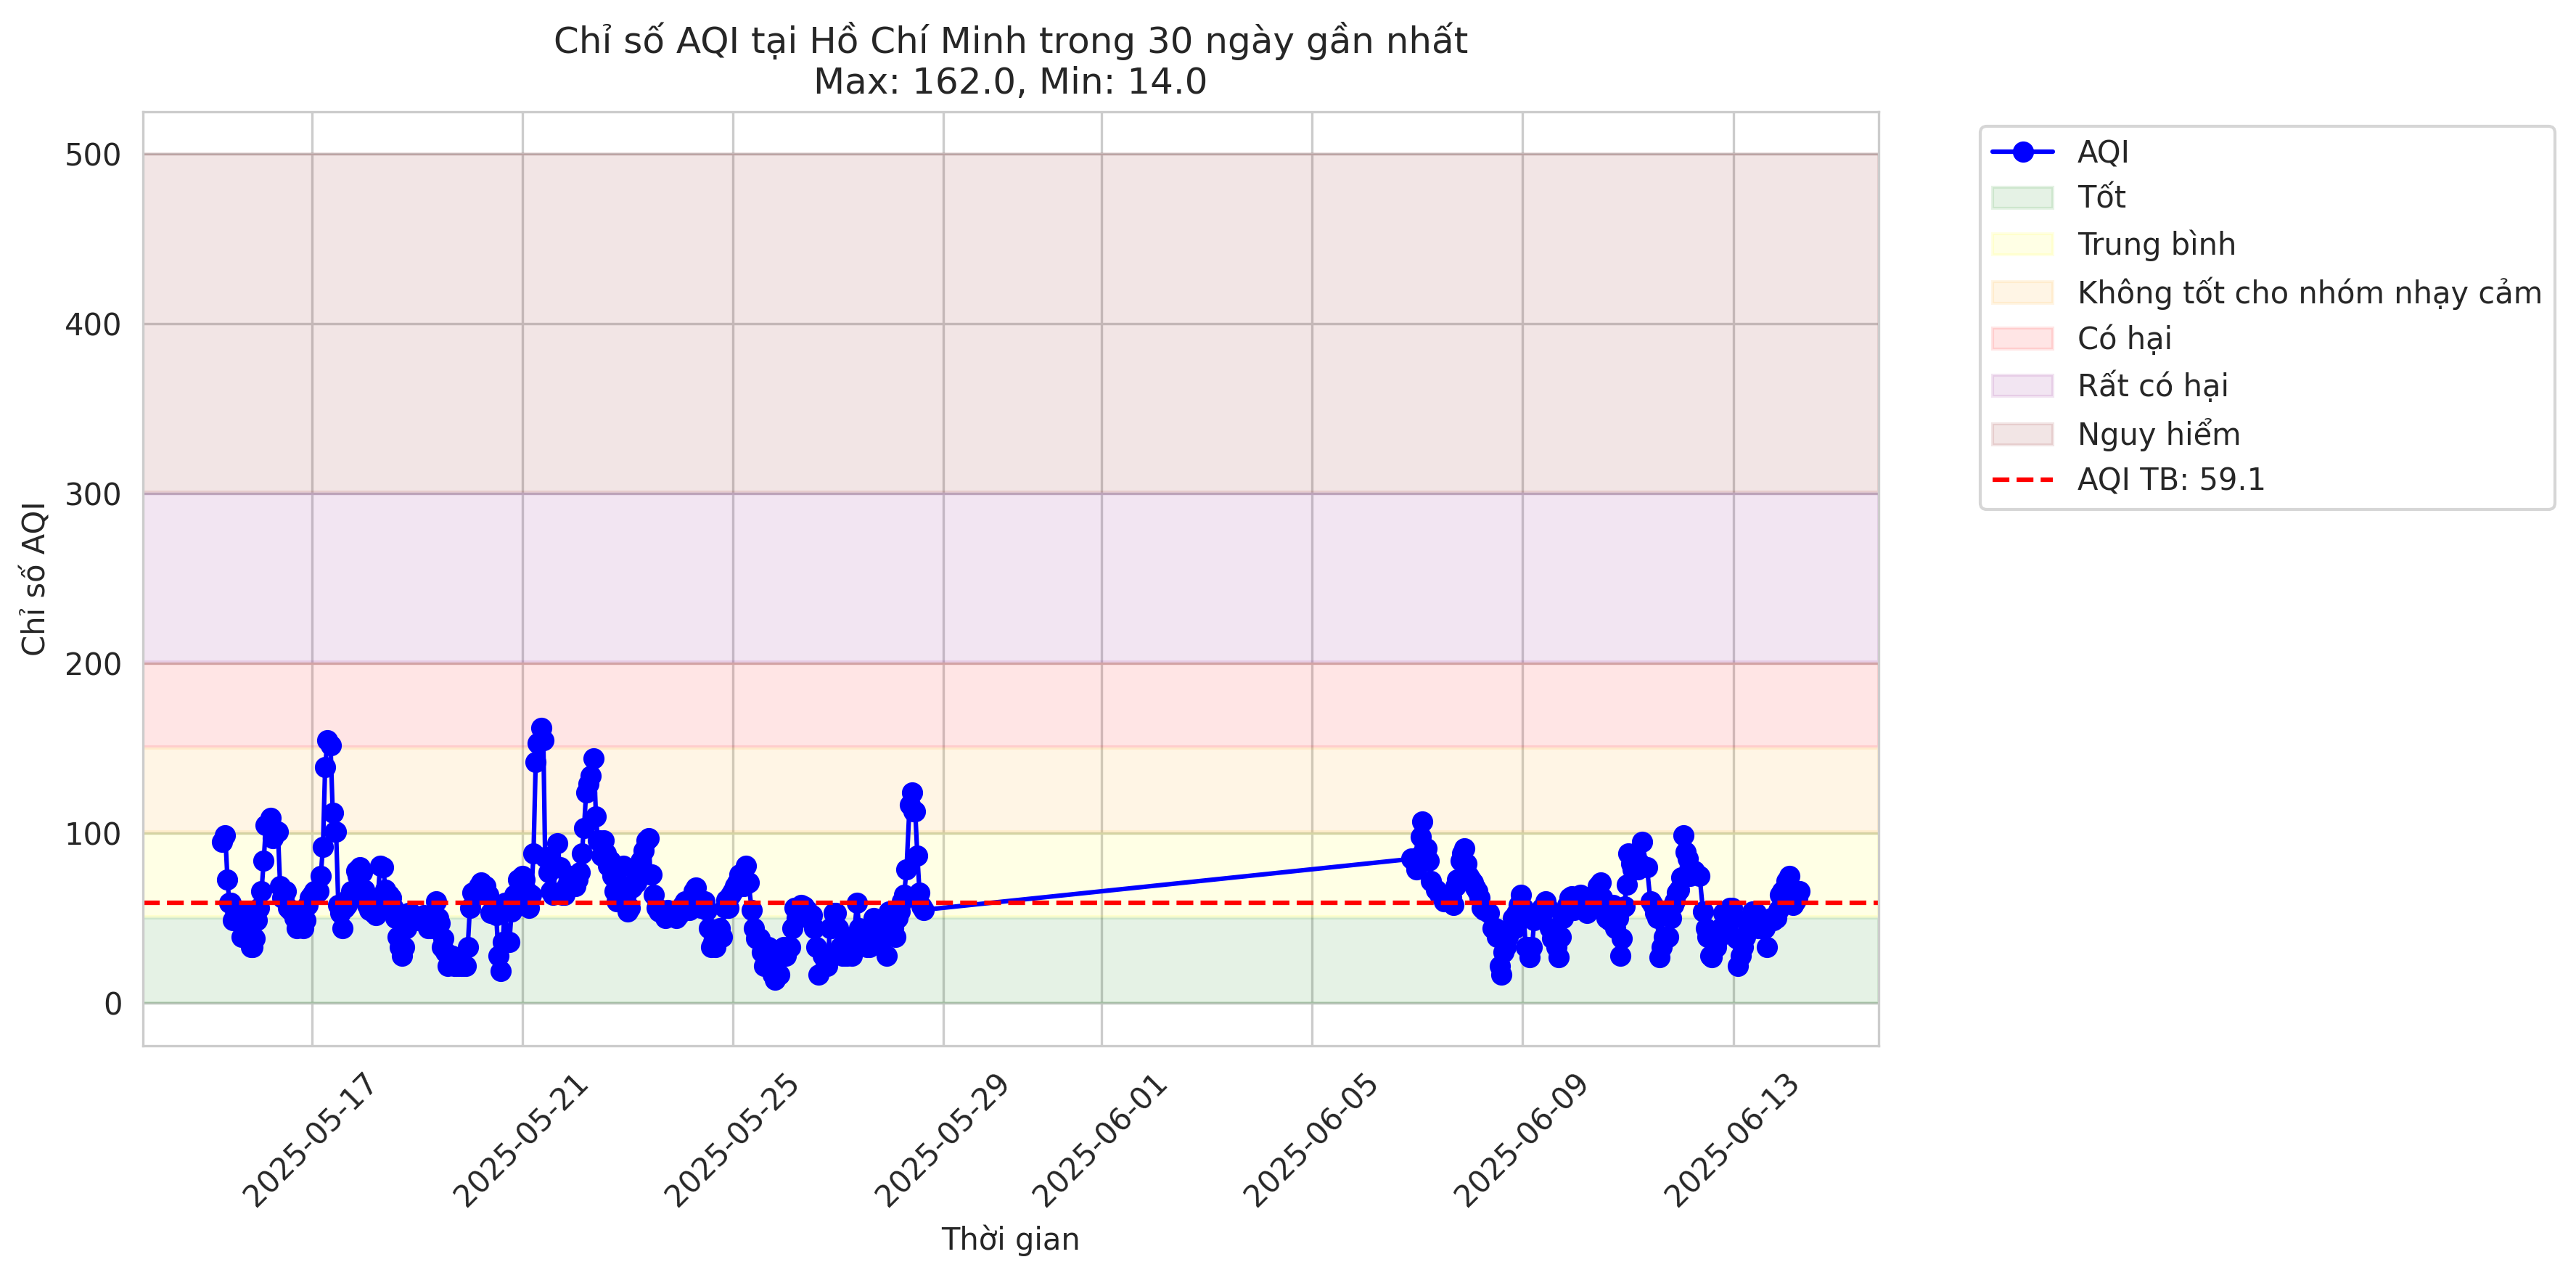 Chỉ số AQI tại Hồ Chí Minh trong 30 ngày gần nhất
Max: 162.0, Min: 14.0
Chỉ số AQI
500
400
300
200
100
0
2025-05-17
2025-05-21
2025-05-25
2025-05-29
2025-06-01
2025-06-05
2025-06-09
2025-06-13
Thời gian
AQI
Tốt
Trung bình
Không tốt cho nhóm nhạy cảm
Có hại
Rất có hại
Nguy hiểm
AQI TB: 59.1